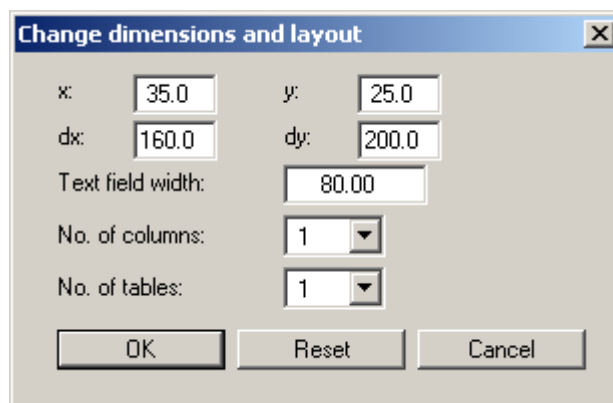 Change dimensions and layout
x: 35.0 y: 25.0
dx: 160.0 dy: 200.0
Text field width: 80.00
No. of columns: 1
No. of tables: 1
OK Reset Cancel